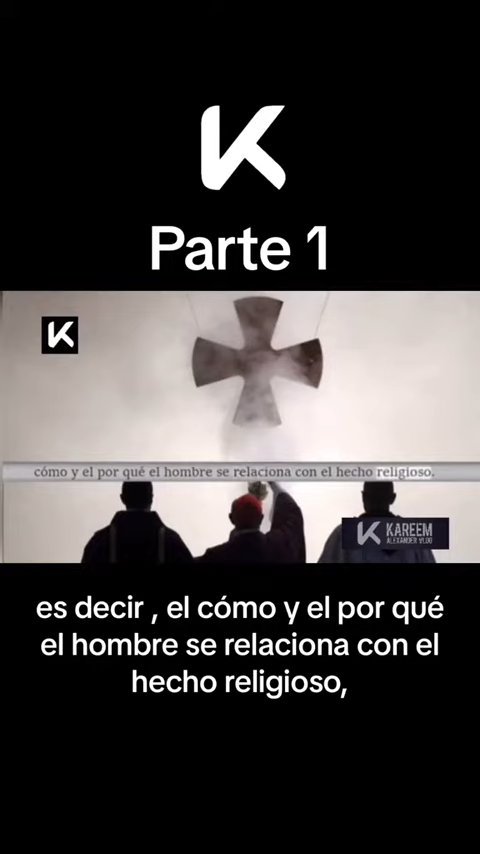 K
Parte 1
K
cómo y el por qué el hombre se relaciona con el hecho religioso.
K KAREEM
ALEXANDER VLOG
es decir , el cómo y el por qué
el hombre se relaciona con el
hecho religioso,